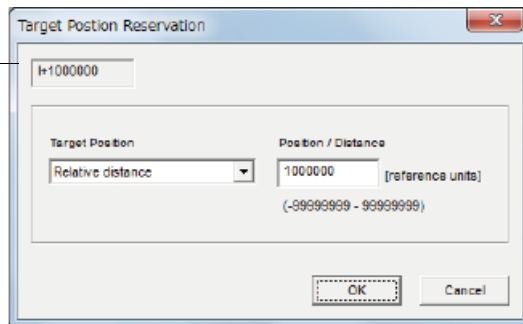 Target Postion Reservation
I+1000000
Target Position
Position / Distance
Relative distance
1000000
[reference units]
(-99999999 - 99999999)
OK
Cancel